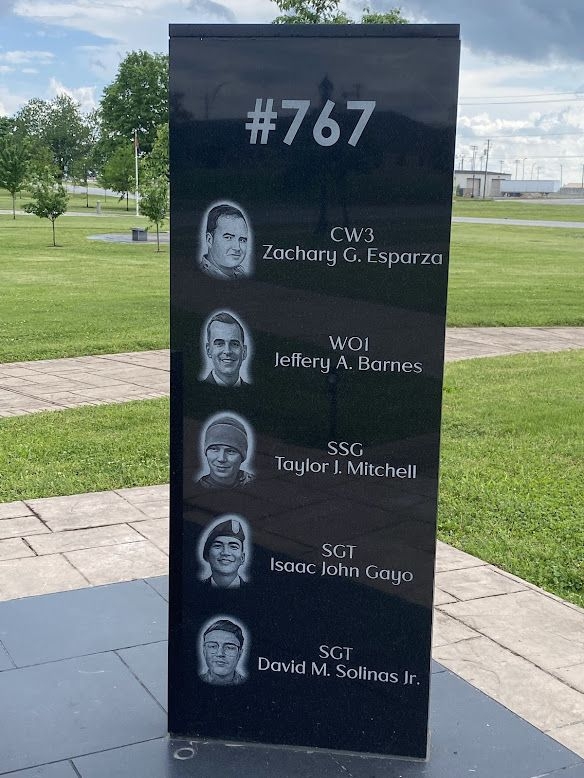 #767
CW3
Zachary G. Esparza
WO1
Jeffery A. Barnes
SSG
Taylor J. Mitchell
SGT
Isaac John Gayo
SGT
David M. Solinas Jr.